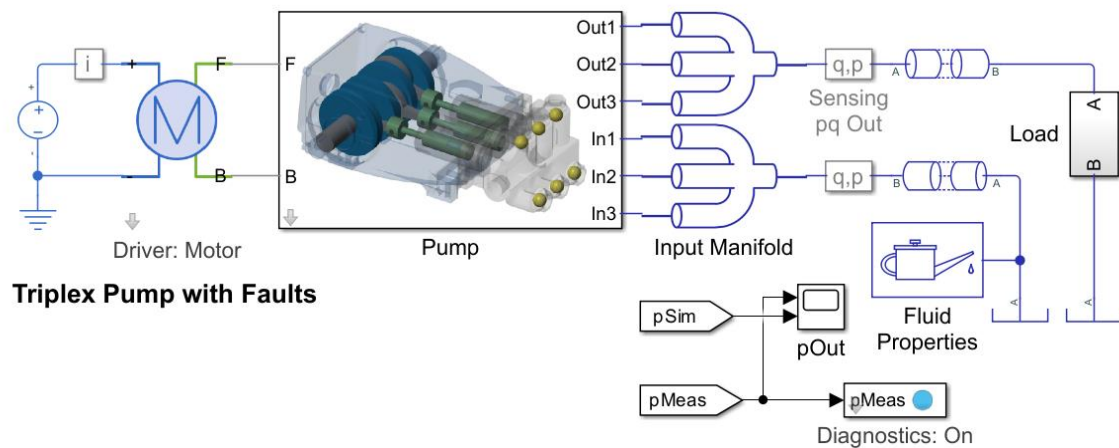 Out1
i
+
F
F
Out2
q,p
A
B
+
+
−
M
Out3
Sensing
pq Out
A
Load
In1
B
-
-
B
B
In2
q,p
B
A
In3
Driver: Motor
Pump
Input Manifold
Triplex Pump with Faults
A
A
pSim
Fluid
Properties
pOut
pMeas
pMeas
Diagnostics: On